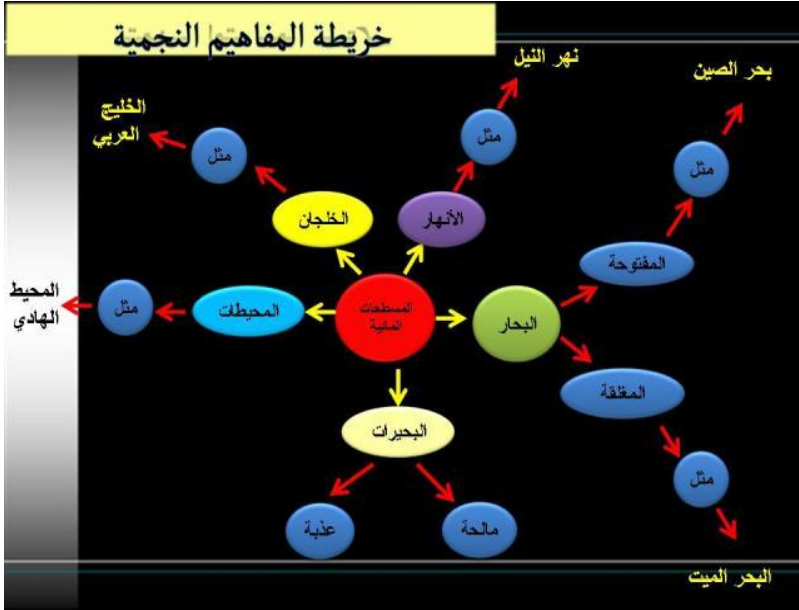 خريطة المفاهيم النجمية
بحر الصين
نهر النيل
الخليج
العربي
مثل
مثل
مثل
الخلجان
الأنهار
المفتوحة
المحيط
الهادي
مثل
المحيطات
المسطحات
المائية
البحار
المغلقة
البحيرات
مثل
مالحة
عذبة
البحر الميت